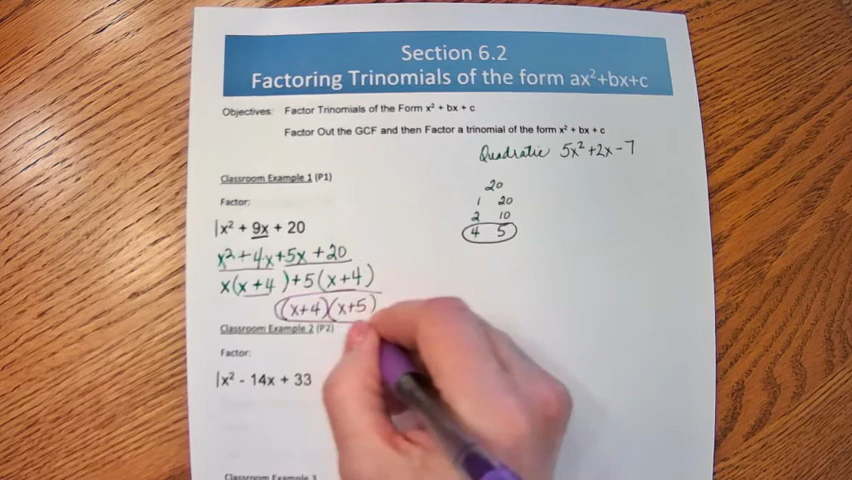 Section 6.2
Factoring Trinomials of the form ax²+bx+c
Objectives: Factor Trinomials of the Form x² + bx + c
Factor Out the GCF and then Factor a trinomial of the form x² + bx + c
Quadratic 5x²+2x-7
Classroom Example 1 (P1)
Factor:
1x² + 9x + 20
x²+4x+5x+20
x(x+4)+5(x+4)
(x+4)(x+5)
20
1 20
2 10
4 5
Classroom Example 2 (P2)
Factor:
1x² - 14x + 33
Classroom Example 3